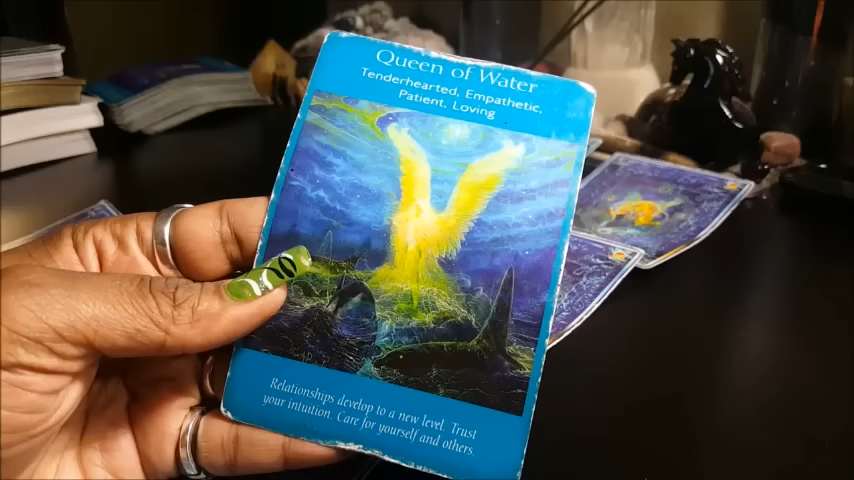 Queen of Water
Tenderhearted, Empathetic,
Patient, Loving
Relationships develop to a new level. Trust
your intuition. Care for yourself and others.